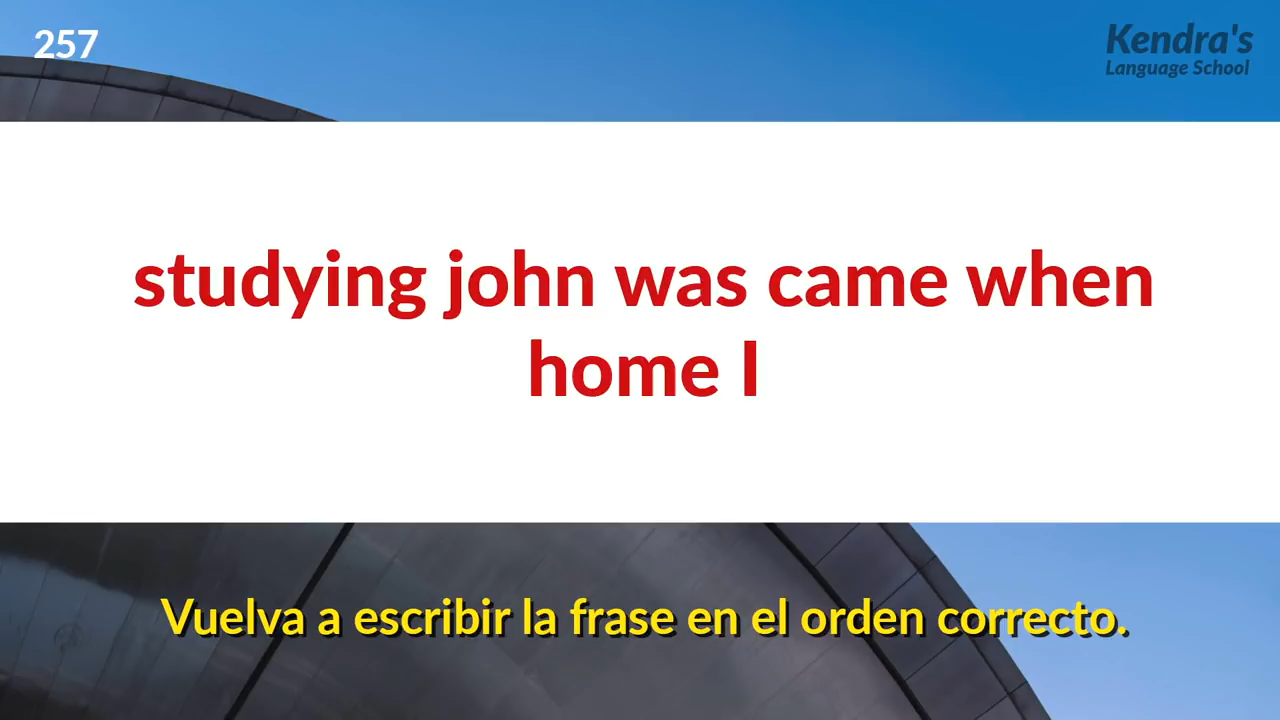 257
Kendra's
Language School
studying john was came when
home I
Vuelva a escribir la frase en el orden correcto.